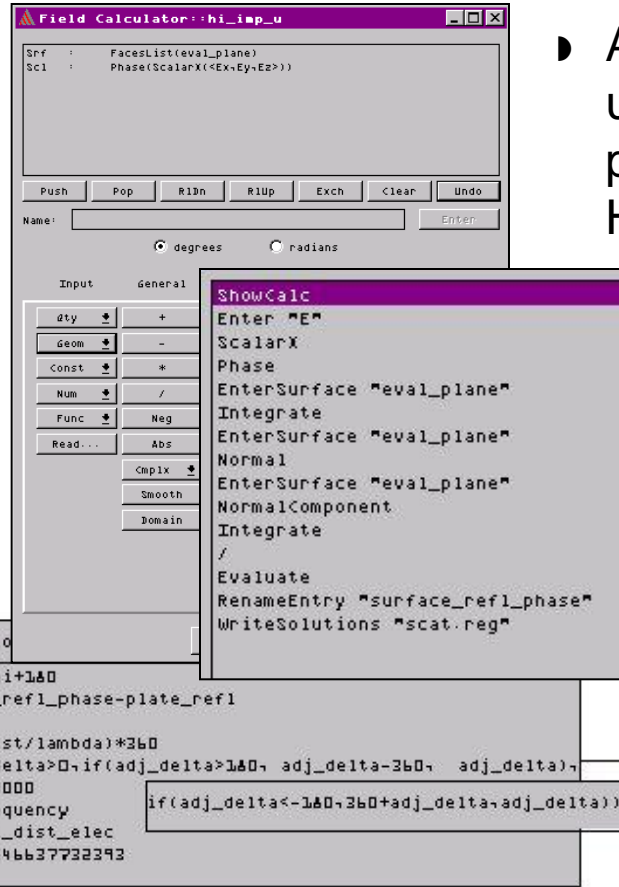 Field Calculator::hi_imp_u
Srf : FacesList(eval_plane)
Scl : Phase(ScalarX(<Ex,Ey,Ez>))
Push Pop RlDn RlUp Exch Clear Undo
Name: Enter
degrees radians
Input General
Qty +
Geom -
Const *
Num /
Func Neg
Read... Abs
Cmplx
Smooth
Domain
ShowCalc
Enter "E"
ScalarX
Phase
EnterSurface "eval_plane"
Integrate
EnterSurface "eval_plane"
Normal
EnterSurface "eval_plane"
NormalComponent
Integrate
/
Evaluate
RenameEntry "surface_refl_phase"
WriteSolutions "scat.reg"
i+180
refl_phase-plate_refl
st/lambda)*360
elta>0,if(adj_delta>180, adj_delta-360, adj_delta),
000
quency
if(adj_delta<-180,360+adj_delta,adj_delta))
_dist_elec
46637732393
A
u
p
H